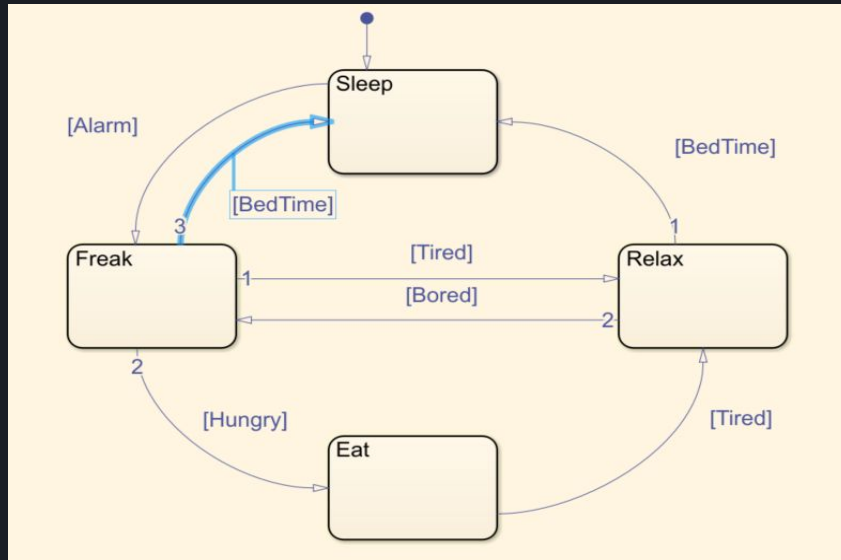 Sleep
[Alarm]
[BedTime]
[BedTime]
3
1
Freak
[Tired]
Relax
1
[Bored]
2
2
[Hungry]
[Tired]
Eat